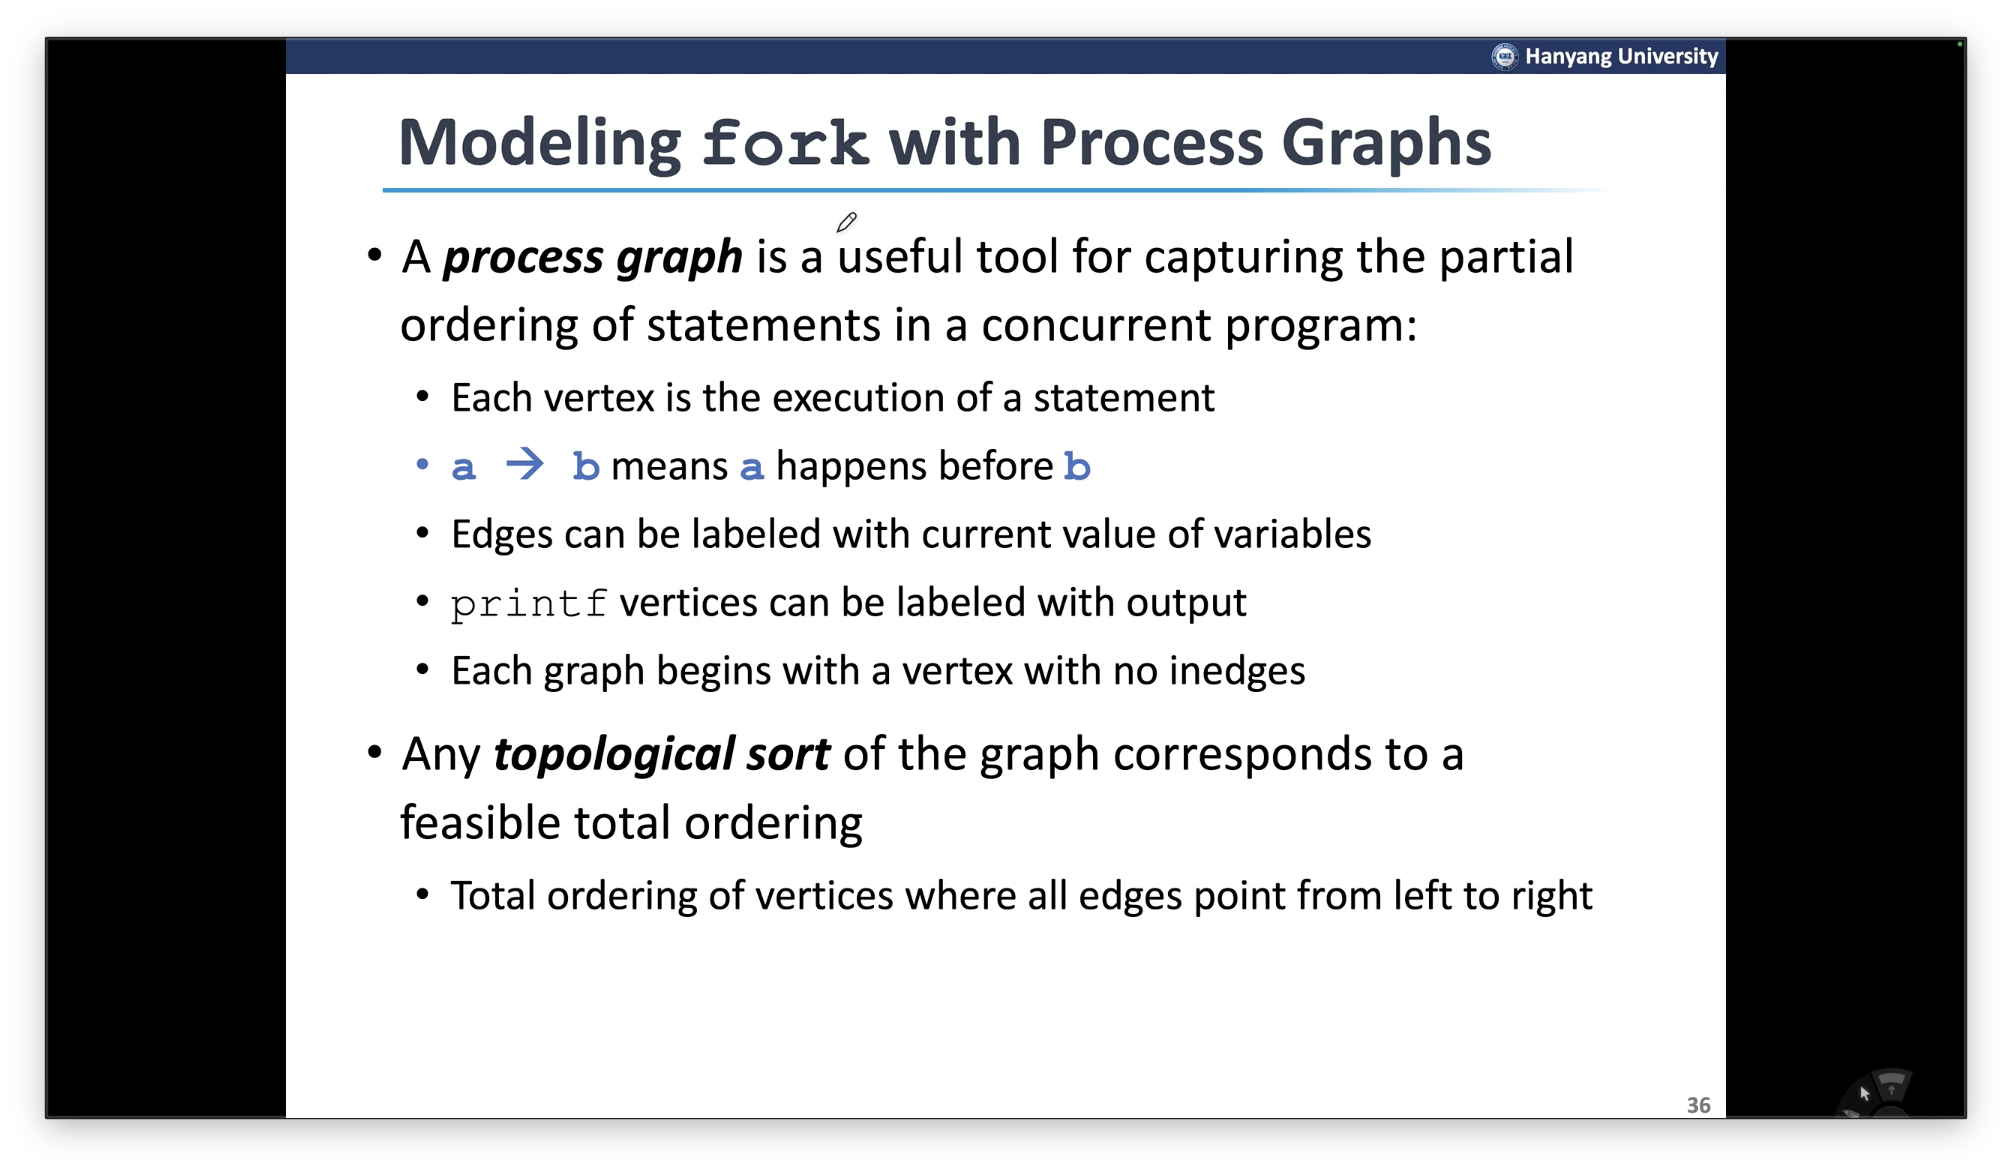 Hanyang University
Modeling fork with Process Graphs
• A process graph is a useful tool for capturing the partial
ordering of statements in a concurrent program:
• Each vertex is the execution of a statement
• a → b means a happens before b
• Edges can be labeled with current value of variables
• printf vertices can be labeled with output
• Each graph begins with a vertex with no inedges
• Any topological sort of the graph corresponds to a
feasible total ordering
• Total ordering of vertices where all edges point from left to right
36